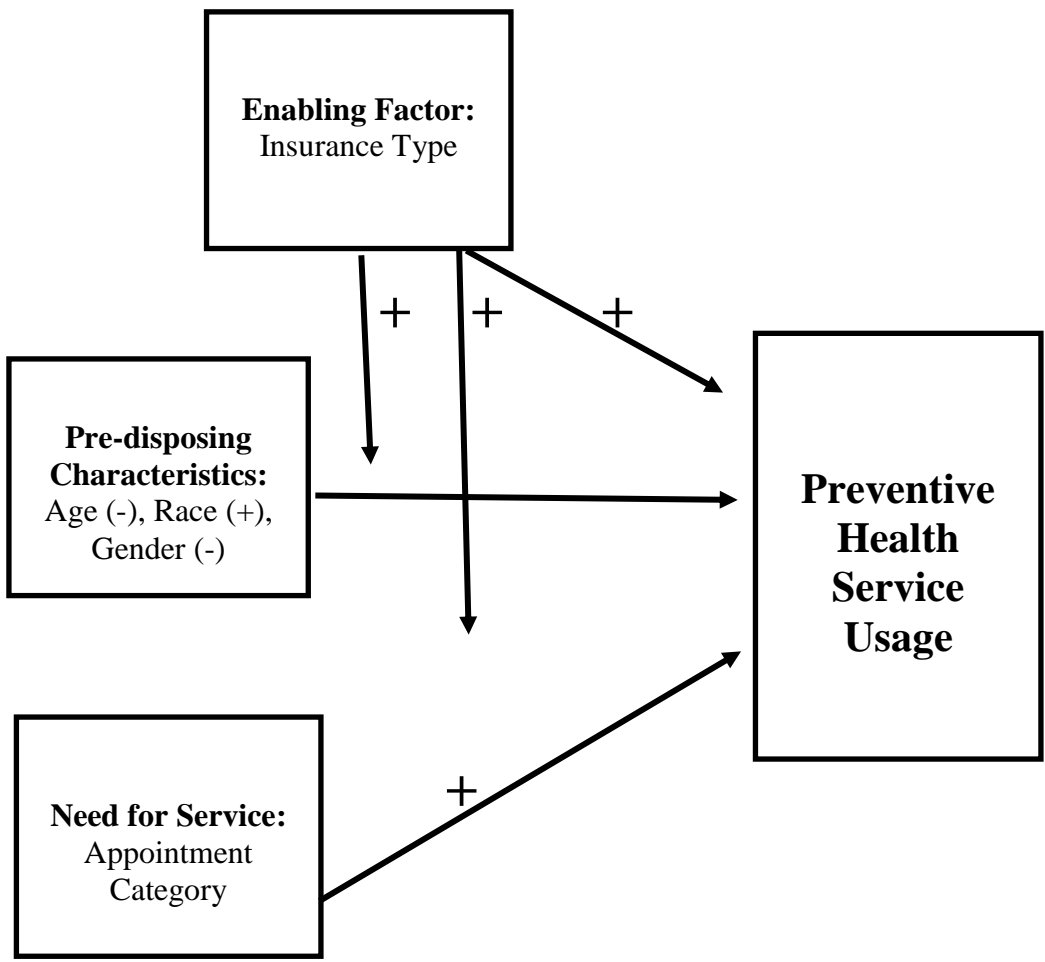 Enabling Factor:
Insurance Type
+ + +
Pre-disposing
Characteristics:
Age (-), Race (+),
Gender (-)
Preventive
Health
Service
Usage
+
Need for Service:
Appointment
Category